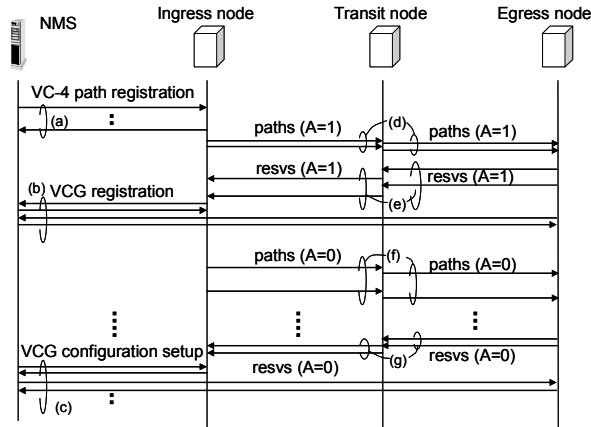 NMS
Ingress node
Transit node
Egress node
VC-4 path registration
(a)
paths (A=1)
(d)
paths (A=1)
resvs (A=1)
resvs (A=1)
(b) VCG registration
(e)
paths (A=0)
(f)
paths (A=0)
VCG configuration setup
(g)
resvs (A=0)
resvs (A=0)
(c)